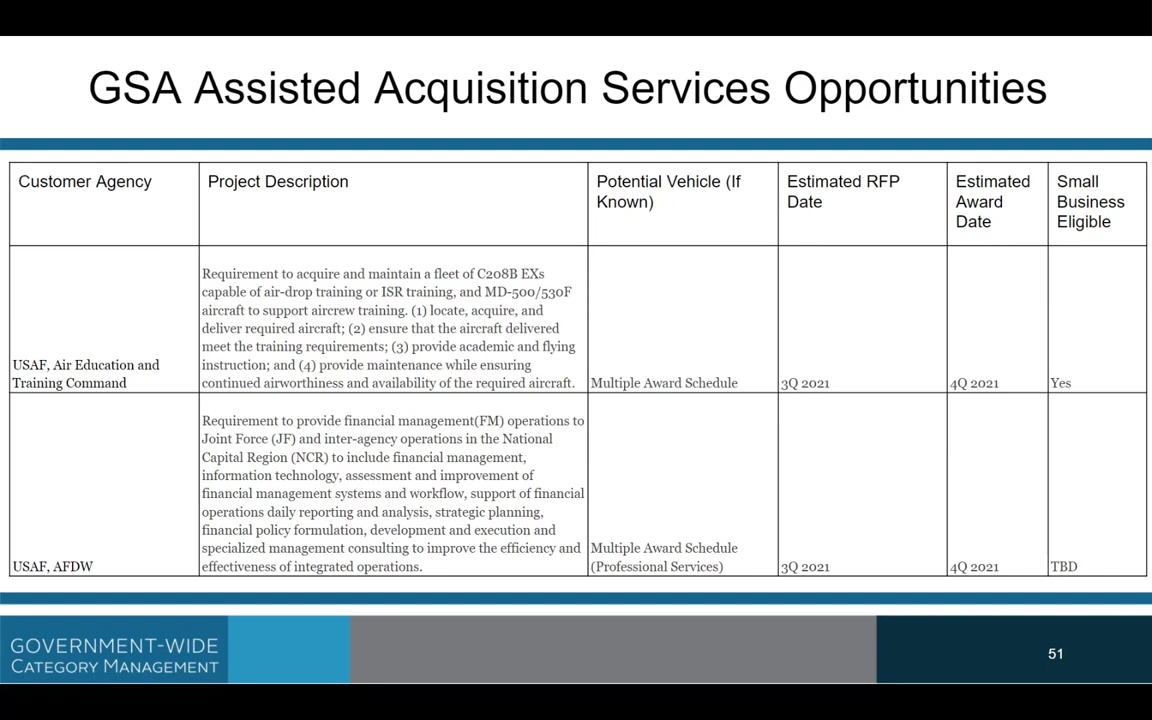 GSA Assisted Acquisition Services Opportunities
Customer Agency
Project Description
Potential Vehicle (If
Known)
Estimated RFP
Date
Estimated
Award
Date
Small
Business
Eligible
USAF, Air Education and
Training Command
Requirement to acquire and maintain a fleet of C208B EXs
capable of air-drop training or ISR training, and MD-500/530F
aircraft to support aircrew training. (1) locate, acquire, and
deliver required aircraft; (2) ensure that the aircraft delivered
meet the training requirements; (3) provide academic and flying
instruction; and (4) provide maintenance while ensuring
continued airworthiness and availability of the required aircraft.
Multiple Award Schedule
3Q 2021
4Q 2021
Yes
USAF, AFDW
Requirement to provide financial management(FM) operations to
Joint Force (JF) and inter-agency operations in the National
Capital Region (NCR) to include financial management,
information technology, assessment and improvement of
financial management systems and workflow, support of financial
operations daily reporting and analysis, strategic planning,
financial policy formulation, development and execution and
specialized management consulting to improve the efficiency and
effectiveness of integrated operations.
Multiple Award Schedule
(Professional Services)
3Q 2021
4Q 2021
TBD
GOVERNMENT-WIDE
CATEGORY MANAGEMENT
51